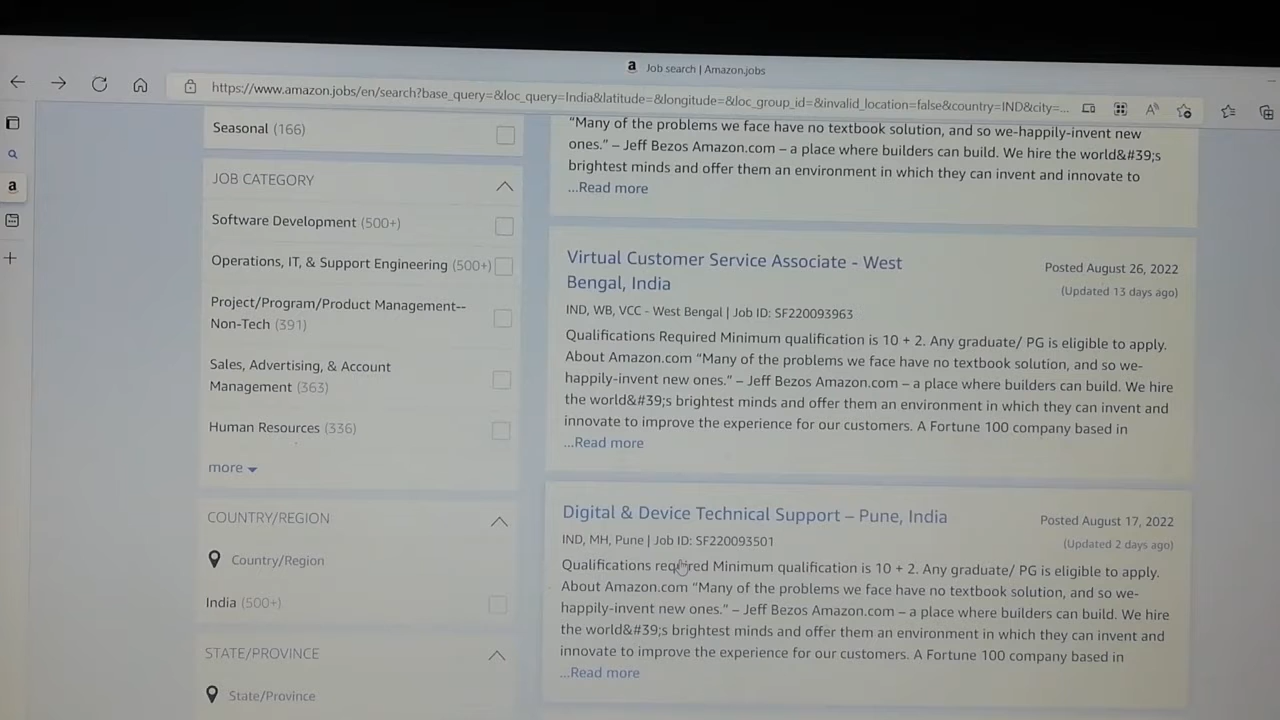 a Job search | Amazon.jobs
https://www.amazon.jobs/en/search?base_query=&loc_query=India&latitude=&longitude=&loc_group_id=&invalid_location=false&country=IND&city=...
a
Seasonal (166)
JOB CATEGORY
Software Development (500+)
Operations, IT, & Support Engineering (500+)
Project/Program/Product Management--
Non-Tech (391)
Sales, Advertising, & Account
Management (363)
Human Resources (336)
more
COUNTRY/REGION
Country/Region
India (500+)
STATE/PROVINCE
State/Province
“Many of the problems we face have no textbook solution, and so we-happily-invent new
ones.” – Jeff Bezos Amazon.com – a place where builders can build. We hire the world&#39;s
brightest minds and offer them an environment in which they can invent and innovate to
...Read more
Virtual Customer Service Associate - West
Bengal, India
Posted August 26, 2022
(Updated 13 days ago)
IND, WB, VCC - West Bengal | Job ID: SF220093963
Qualifications Required Minimum qualification is 10 + 2. Any graduate/ PG is eligible to apply.
About Amazon.com “Many of the problems we face have no textbook solution, and so we-
happily-invent new ones.” – Jeff Bezos Amazon.com – a place where builders can build. We hire
the world&#39;s brightest minds and offer them an environment in which they can invent and
innovate to improve the experience for our customers. A Fortune 100 company based in
...Read more
Digital & Device Technical Support – Pune, India
Posted August 17, 2022
(Updated 2 days ago)
IND, MH, Pune | Job ID: SF220093501
Qualifications required Minimum qualification is 10 + 2. Any graduate/ PG is eligible to apply.
About Amazon.com “Many of the problems we face have no textbook solution, and so we-
happily-invent new ones.” – Jeff Bezos Amazon.com – a place where builders can build. We hire
the world&#39;s brightest minds and offer them an environment in which they can invent and
innovate to improve the experience for our customers. A Fortune 100 company based in
...Read more